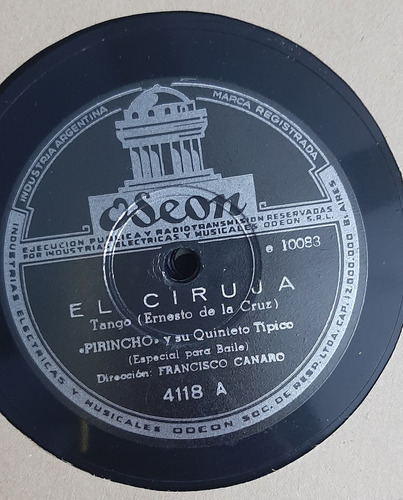 INDUSTRIA ARGENTINA
MARCA REGISTRADA
Odeon
EJECUCION PUBLICA Y RADIOTRANSMISION RESERVADAS
POR INDUSTRIAS ELECTRICAS Y MUSICALES ODEON S.R.L.
e 10083
EL CIRUJA
Tango (Ernesto de la Cruz)
«PIRINCHO» y su Quinteto Típico
(Especial para Baile)
Dirección: FRANCISCO CANARO
4118 A
INDUSTRIAS ELECTRICAS Y MUSICALES ODEON SOC. DE RESP. LTDA. CAP. 12.000.000 B. AIRES